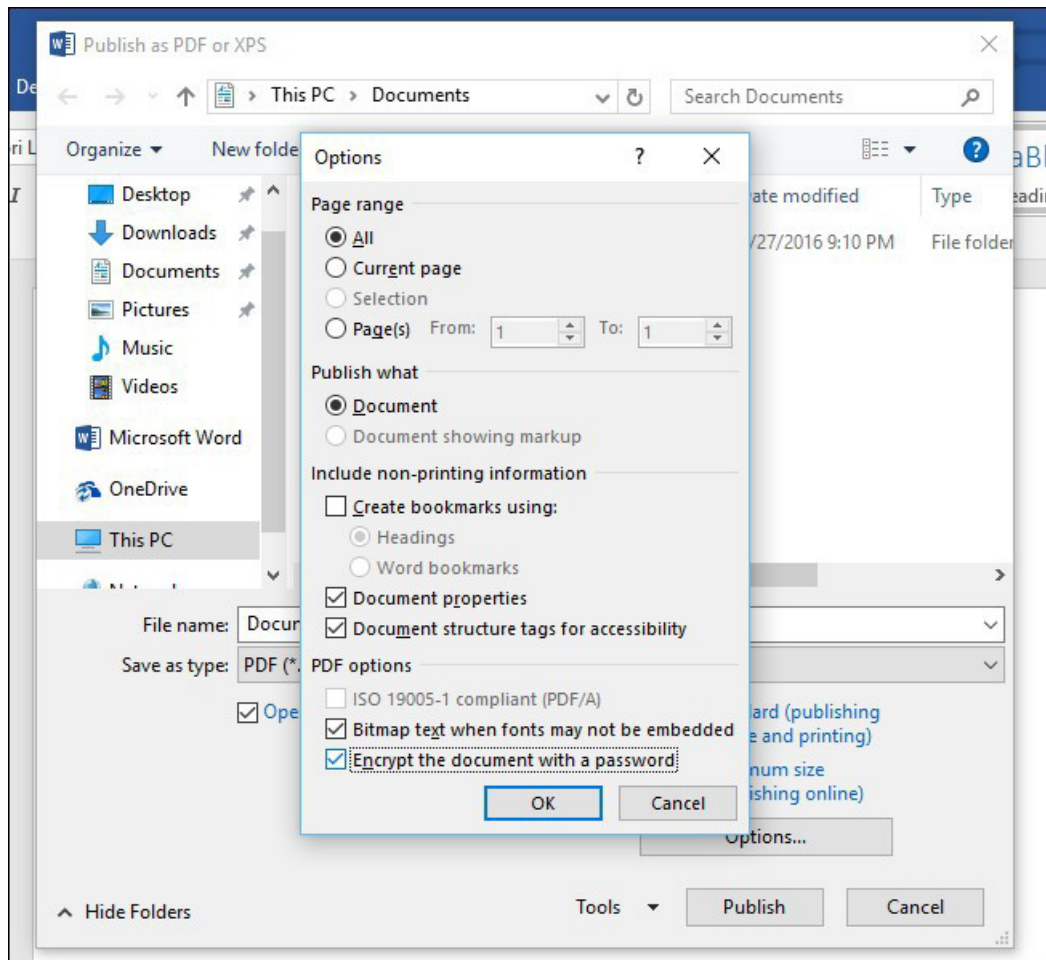 Publish as PDF or XPS
De
This PC > Documents
Search Documents
ri L
Organize
New folde
aBl
I
Options
?
Desktop
Page range
ate modified
Type
eadi
Downloads
All
/27/2016 9:10 PM
File folder
Documents
Current page
Pictures
Selection
Page(s) From: 1 To: 1
Music
Videos
Publish what
Document
Microsoft Word
Document showing markup
Include non-printing information
OneDrive
Create bookmarks using:
Headings
This PC
Word bookmarks
Document properties
File name: Docun
Document structure tags for accessibility
Save as type: PDF (*.
PDF options
ISO 19005-1 compliant (PDF/A)
Ope
Bitmap text when fonts may not be embedded
ard (publishing
e and printing)
Encrypt the document with a password
num size
ishing online)
OK
Cancel
Options...
Hide Folders
Tools
Publish
Cancel